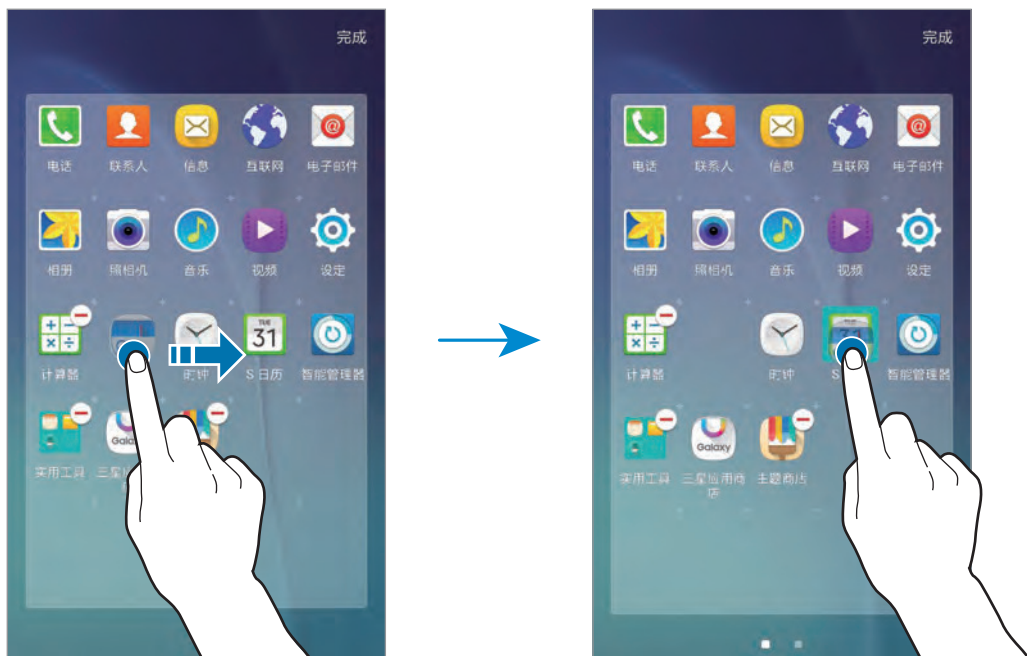 完成
@
电话 联系人 信息 互联网 电子邮件
相册 照相机 音乐 视频 设定
TUE
31
计算器 时钟 S 日历 智能管理器
实用工具 三星
完成
@
电话 联系人 信息 互联网 电子邮件
相册 照相机 音乐 视频 设定
31
计算器 时钟 S 智能管理器
Galaxy
实用工具 三星应用商 主题商店
店